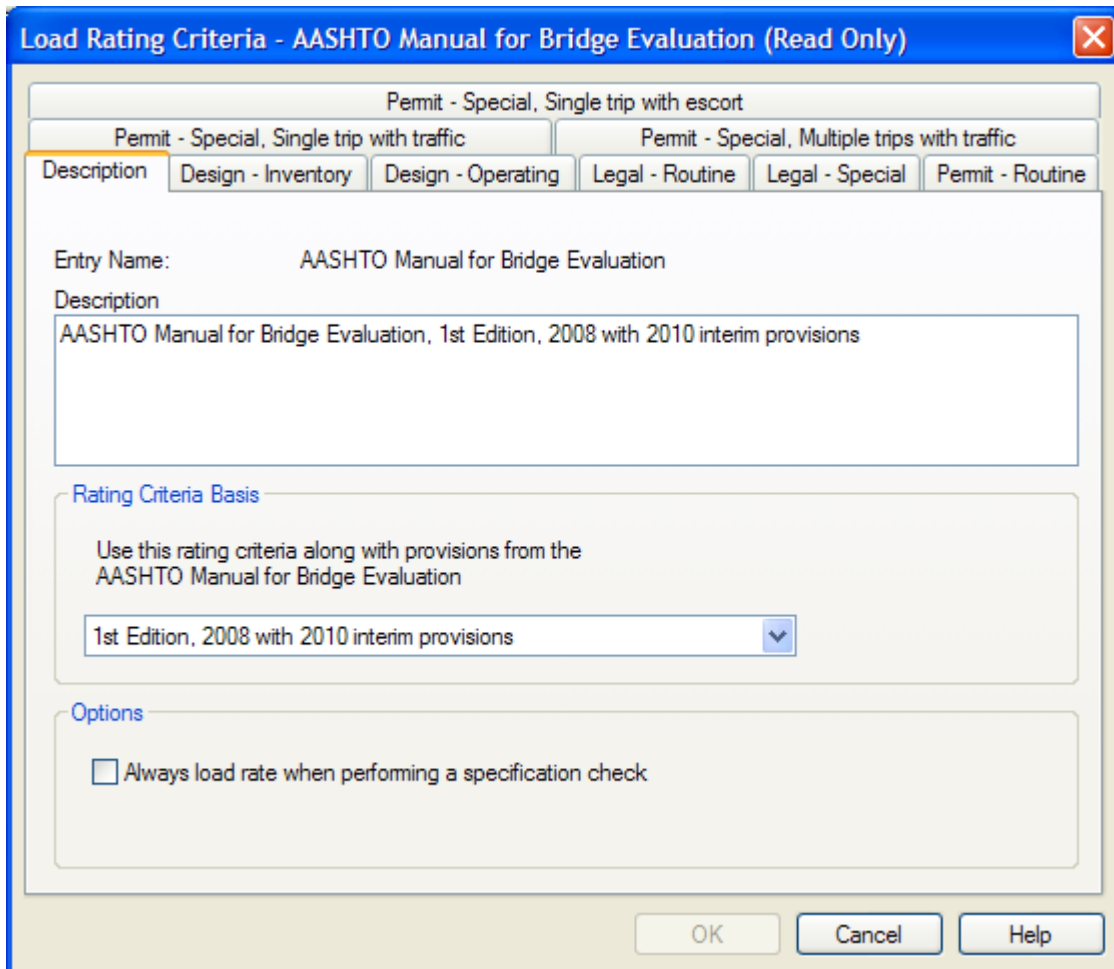 Load Rating Criteria - AASHTO Manual for Bridge Evaluation (Read Only)
Permit - Special, Single trip with escort
Permit - Special, Single trip with traffic
Permit - Special, Multiple trips with traffic
Description
Design - Inventory
Design - Operating
Legal - Routine
Legal - Special
Permit - Routine
Entry Name:
AASHTO Manual for Bridge Evaluation
Description
AASHTO Manual for Bridge Evaluation, 1st Edition, 2008 with 2010 interim provisions
Rating Criteria Basis
Use this rating criteria along with provisions from the
AASHTO Manual for Bridge Evaluation
1st Edition, 2008 with 2010 interim provisions
Options
Always load rate when performing a specification check
OK
Cancel
Help